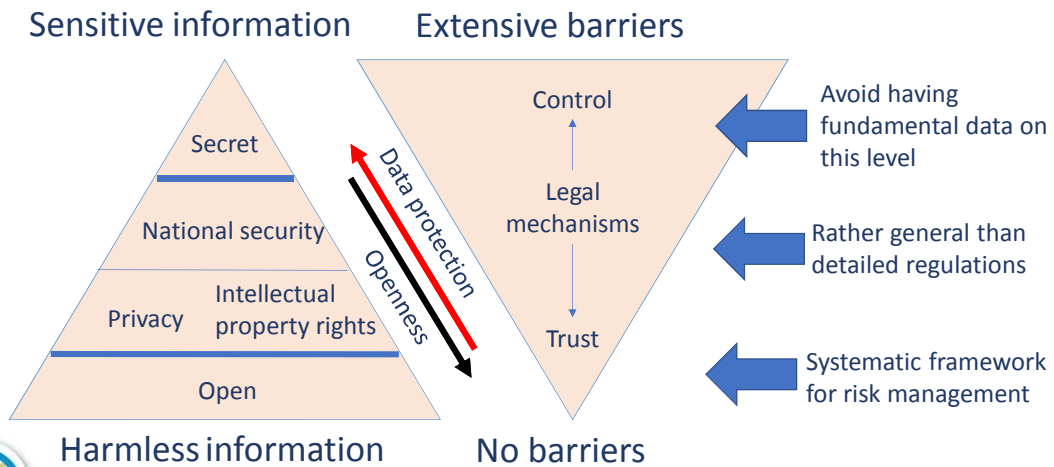 Sensitive information
Extensive barriers
Secret
National security
Privacy
Intellectual
property rights
Open
Harmless information
Data protection
Openness
Control
Legal
mechanisms
Trust
No barriers
Avoid having
fundamental data on
this level
Rather general than
detailed regulations
Systematic framework
for risk management